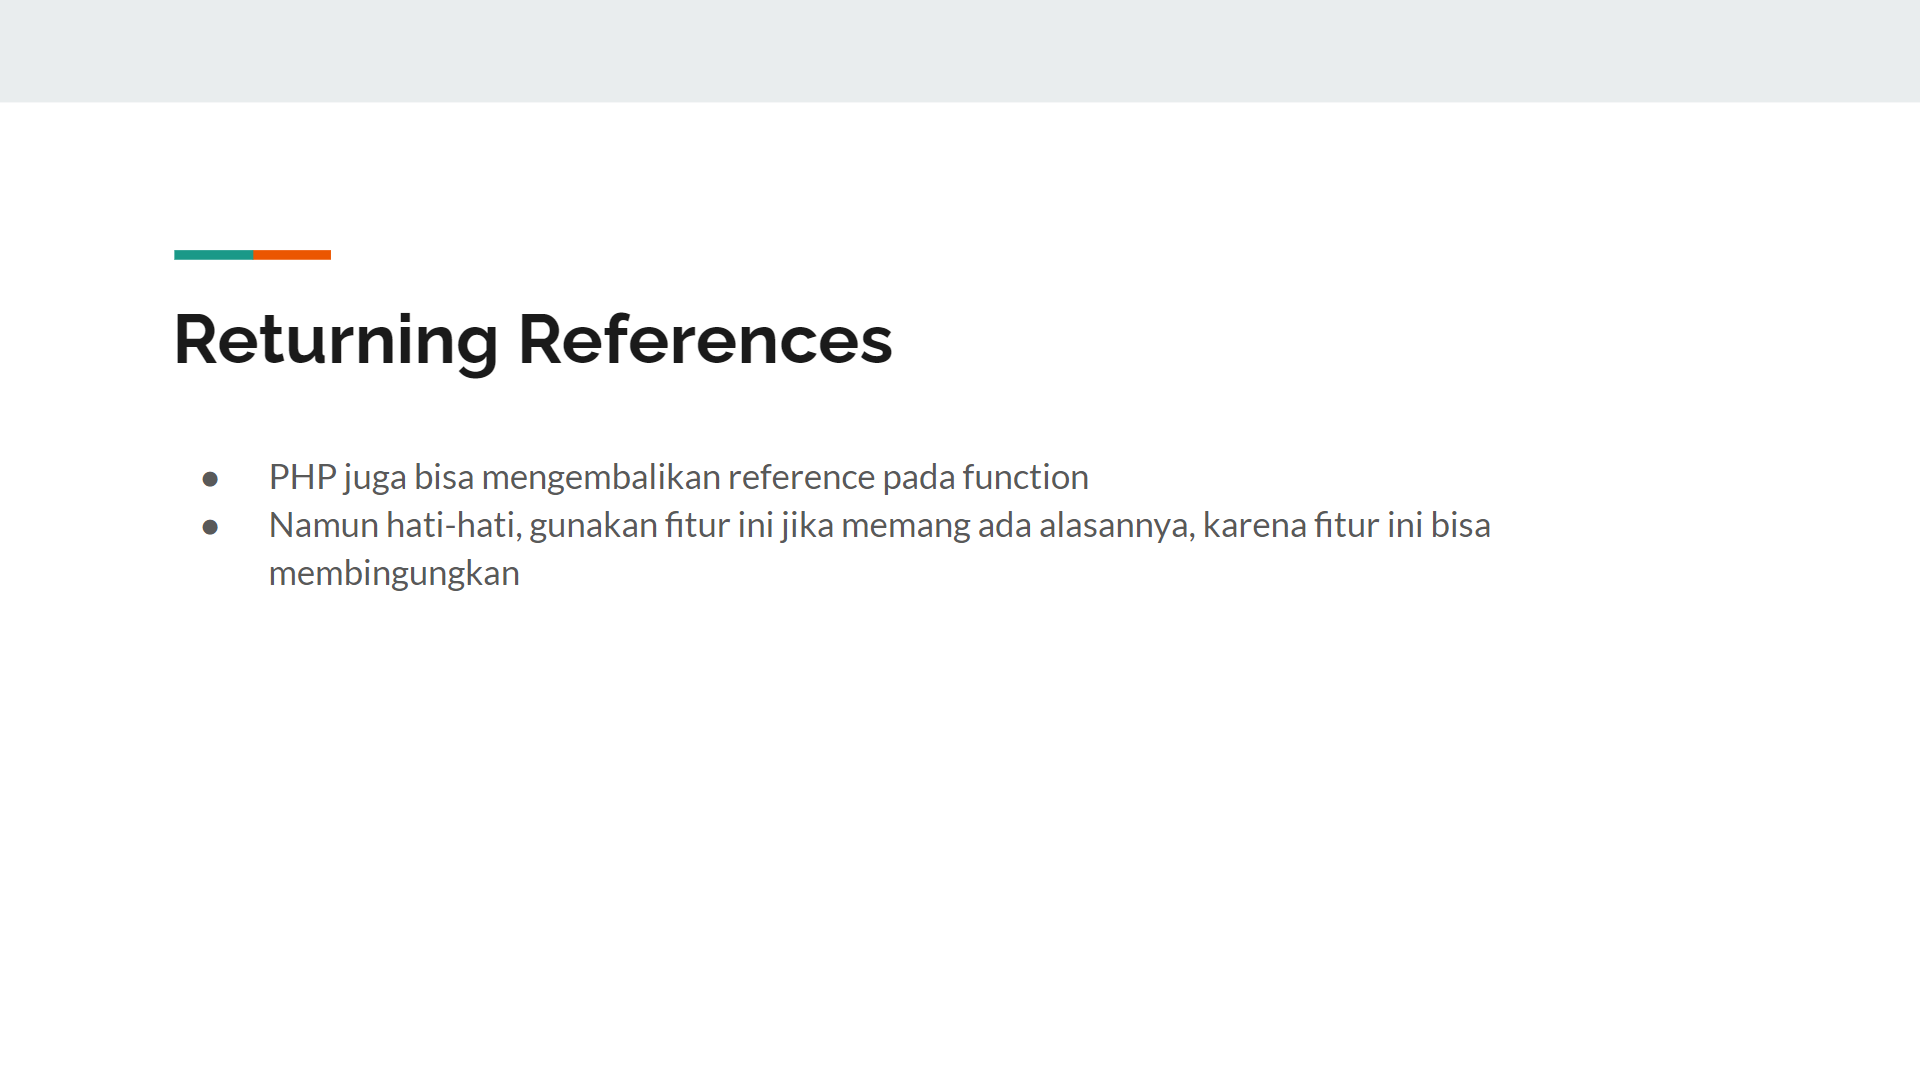 Returning References
● PHP juga bisa mengembalikan reference pada function
● Namun hati-hati, gunakan fitur ini jika memang ada alasannya, karena fitur ini bisa
membingungkan